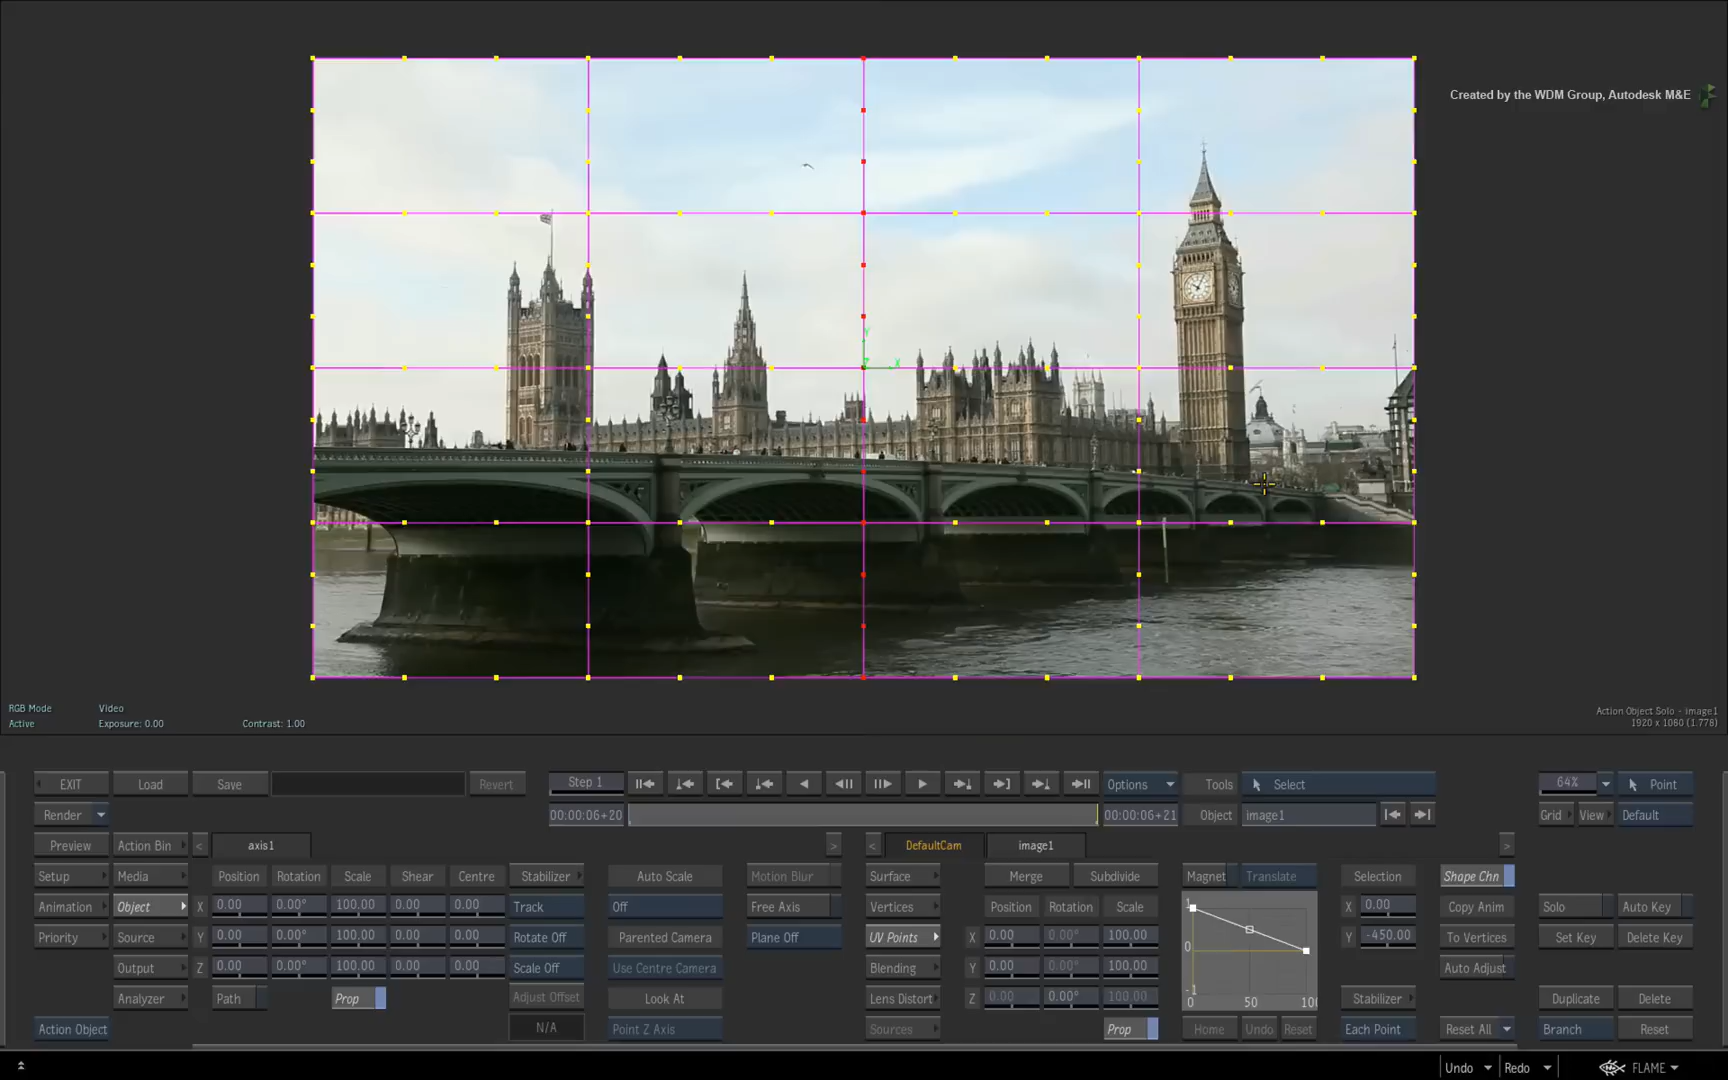 Created by the WDM Group, Autodesk M&E
Y
X
RGB Mode Video
Active Exposure: 0.00 Contrast: 1.00
Action Object Solo - image1
1920 x 1080 (1.778)
EXIT Load Save Revert Step 1 Options Tools Select 64% Point
Render 00:00:06+20 00:00:06+21 Object image1 Grid View Default
Preview Action Bin < axis1 > < DefaultCam image1 >
Setup Media Position Rotation Scale Shear Centre Stabilizer Auto Scale Motion Blur Surface Merge Subdivide Magnet Translate Selection Shape Chn
Animation Object X 0.00 0.00° 100.00 0.00 0.00 Track Off Free Axis Vertices Position Rotation Scale 1 X 0.00 Copy Anim Solo Auto Key
Priority Source Y 0.00 0.00° 100.00 0.00 0.00 Rotate Off Parented Camera Plane Off UV Points X 0.00 0.00° 100.00 0 Y -450.00 To Vertices Set Key Delete Key
Output Z 0.00 0.00° 100.00 0.00 0.00 Scale Off Use Centre Camera Blending Y 0.00 0.00° 100.00 Auto Adjust
Analyzer Path Prop Adjust Offset Look At Lens Distort Z 0.00 0.00° 100.00 -1 0 50 100 Stabilizer Duplicate Delete
Action Object N/A Point Z Axis Sources Prop Home Undo Reset Each Point Reset All Branch Reset
Undo Redo FLAME